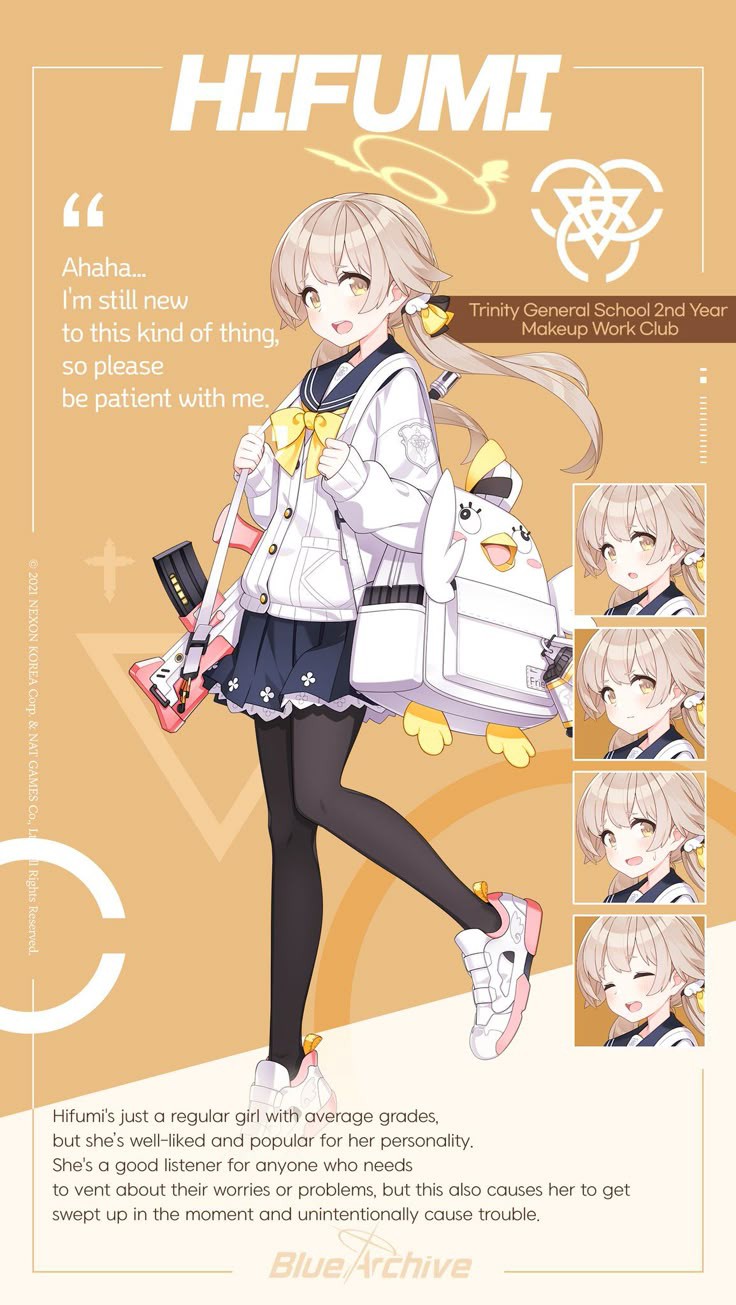 HIFUMI
“
Ahaha...
I'm still new
to this kind of thing,
so please
be patient with me.
Trinity General School 2nd Year
Makeup Work Club
© 2021 NEXON KOREA Corp. & NAT GAMES Co., All Rights Reserved.
Hifumi's just a regular girl with average grades,
but she's well-liked and popular for her personality.
She's a good listener for anyone who needs
to vent about their worries or problems, but this also causes her to get
swept up in the moment and unintentionally cause trouble.
Blue Archive